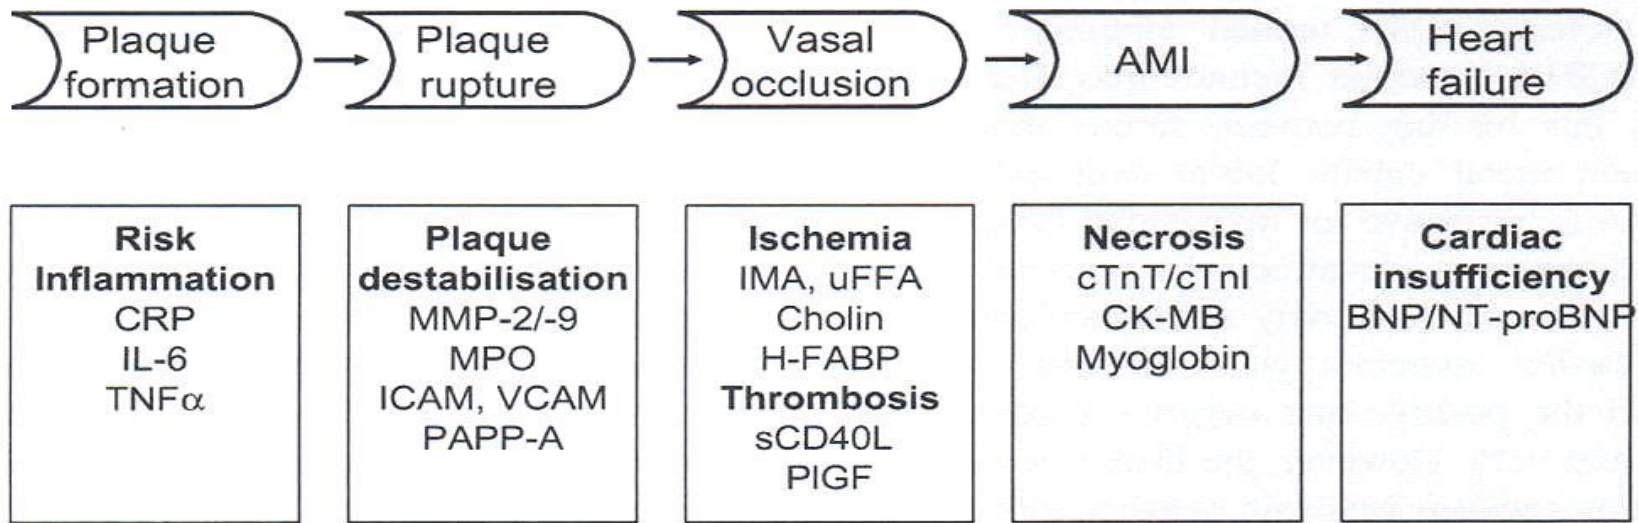 Plaque
formation
Plaque
rupture
Vasal
occlusion
AMI
Heart
failure
Risk
Inflammation
CRP
IL-6
TNFα
Plaque
destabilisation
MMP-2/-9
MPO
ICAM, VCAM
PAPP-A
Ischemia
IMA, uFFA
Cholin
H-FABP
Thrombosis
sCD40L
PlGF
Necrosis
cTnT/cTnI
CK-MB
Myoglobin
Cardiac
insufficiency
BNP/NT-proBNP